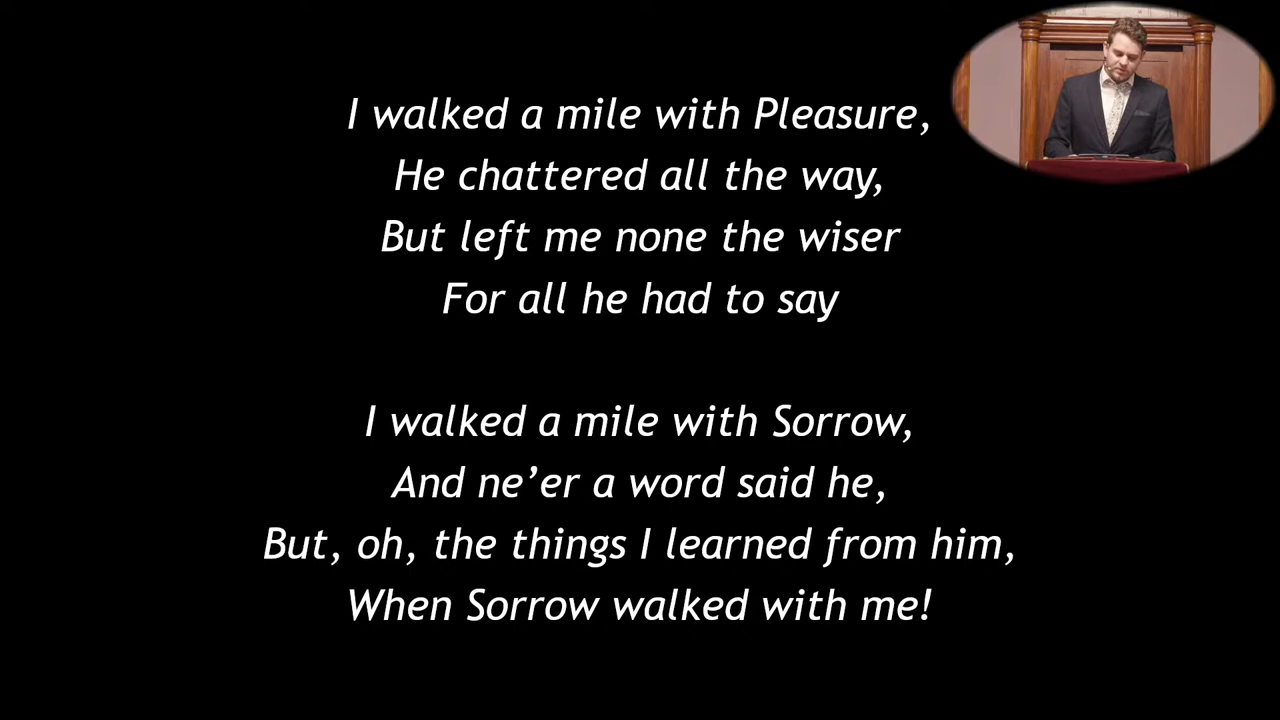 I walked a mile with Pleasure,
He chattered all the way,
But left me none the wiser
For all he had to say
I walked a mile with Sorrow,
And ne’er a word said he,
But, oh, the things I learned from him,
When Sorrow walked with me!